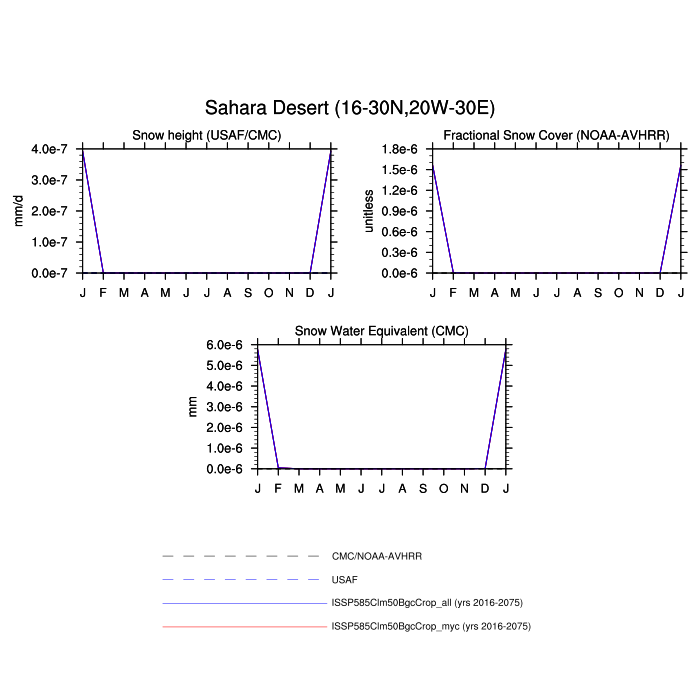 Sahara Desert (16-30N,20W-30E)
Snow height (USAF/CMC)
4.0e-7
3.0e-7
2.0e-7
1.0e-7
0.0e-7
mm/d
J F M A M J J A S O N D J
Fractional Snow Cover (NOAA-AVHRR)
1.8e-6
1.5e-6
1.2e-6
0.9e-6
0.6e-6
0.3e-6
0.0e-6
unitless
J F M A M J J A S O N D J
Snow Water Equivalent (CMC)
6.0e-6
5.0e-6
4.0e-6
3.0e-6
2.0e-6
1.0e-6
0.0e-6
mm
J F M A M J J A S O N D J
CMC/NOAA-AVHRR
USAF
ISSP585Clm50BgcCrop_all (yrs 2016-2075)
ISSP585Clm50BgcCrop_myc (yrs 2016-2075)